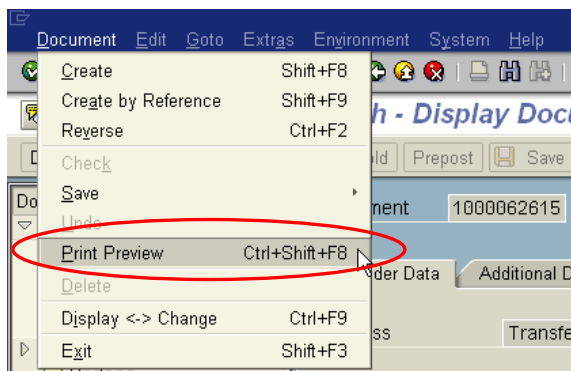 Document Edit Goto Extras Environment System Help
Create Shift+F8
Create by Reference Shift+F9
Reverse Ctrl+F2
h - Display Docu
Check
ld Prepost Save
Save
Do
ment 1000062615
Undo
Print Preview Ctrl+Shift+F8
der Data Additional D
Delete
Display <-> Change Ctrl+F9
ss Transfe
Exit Shift+F3